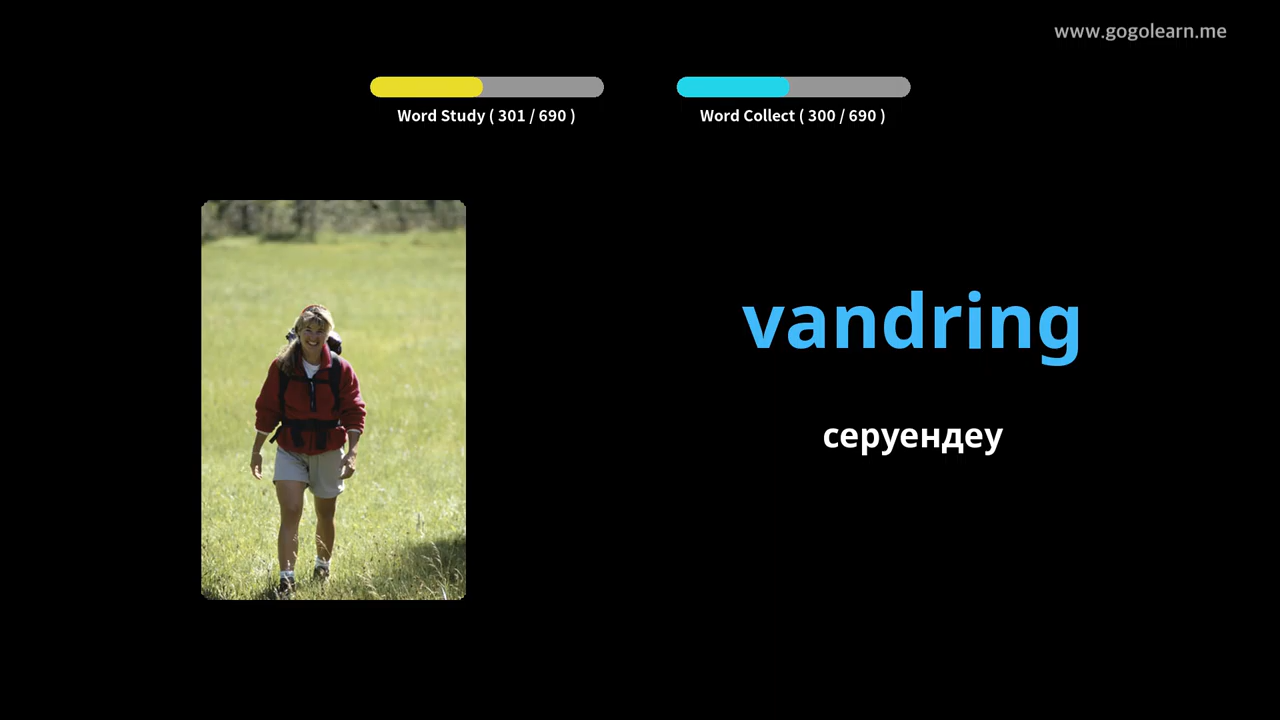 www.gogolearn.me
Word Study ( 301 / 690 )
Word Collect ( 300 / 690 )
vandring
серуендеу